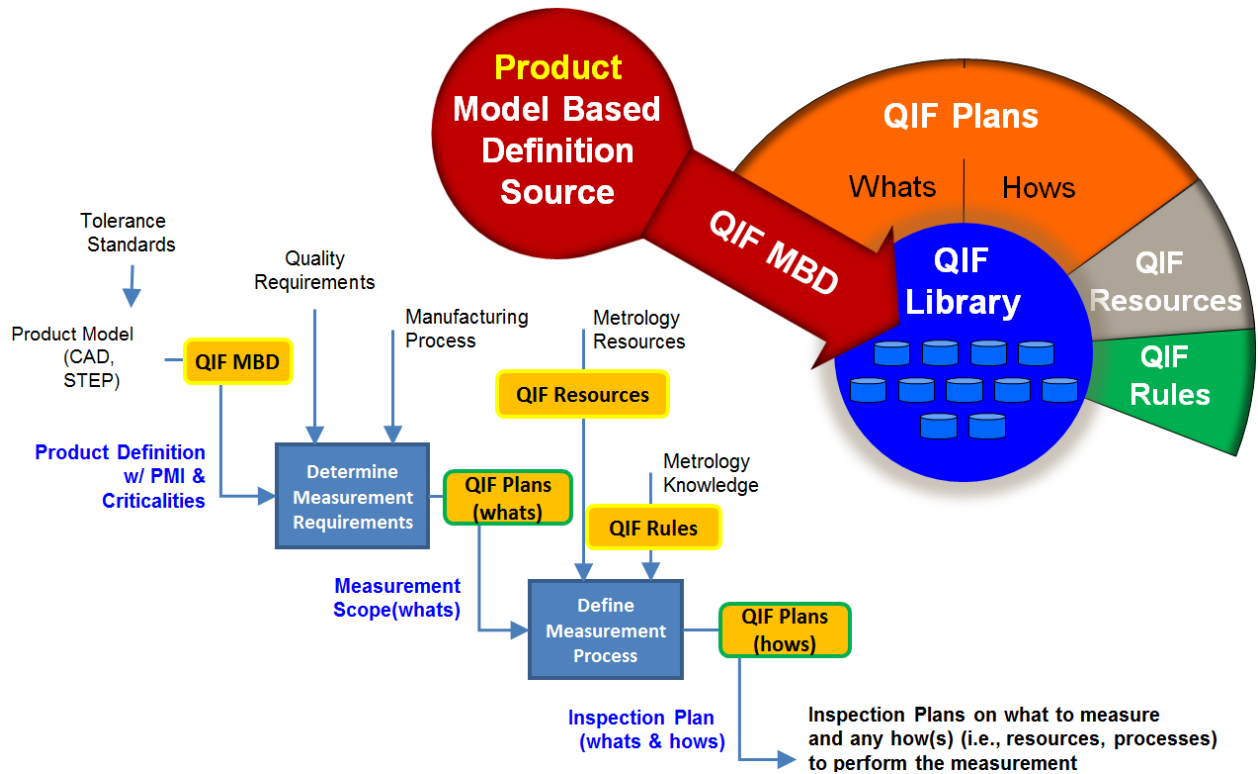 Product
Model Based
Definition
Source
QIF MBD
QIF Plans
Whats
Hows
QIF
Library
QIF
Resources
QIF
Rules
Tolerance
Standards
Product Model
(CAD,
STEP)
QIF MBD
Quality
Requirements
Manufacturing
Process
Metrology
Resources
QIF Resources
Product Definition
w/ PMI &
Criticalities
Determine
Measurement
Requirements
QIF Plans
(whats)
Metrology
Knowledge
QIF Rules
Measurement
Scope(whats)
Define
Measurement
Process
QIF Plans
(hows)
Inspection Plan
(whats & hows)
Inspection Plans on what to measure
and any how(s) (i.e., resources, processes)
to perform the measurement